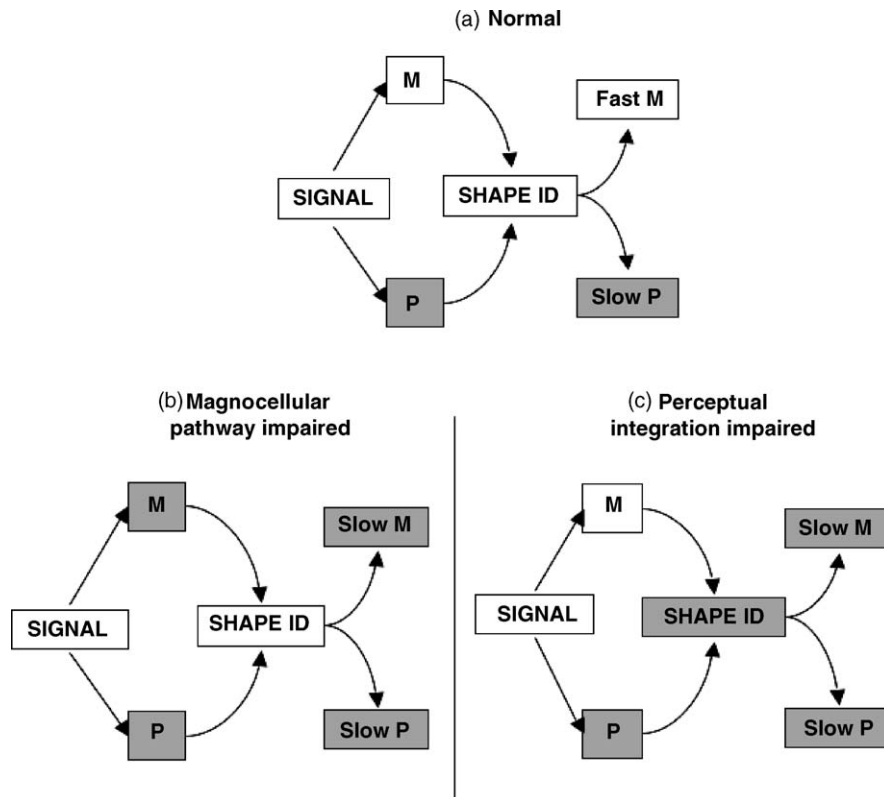 (a) Normal
M
Fast M
SIGNAL
SHAPE ID
P
Slow P
(b) Magnocellular
pathway impaired
M
Slow M
SIGNAL
SHAPE ID
P
Slow P
(c) Perceptual
integration impaired
M
Slow M
SIGNAL
SHAPE ID
P
Slow P